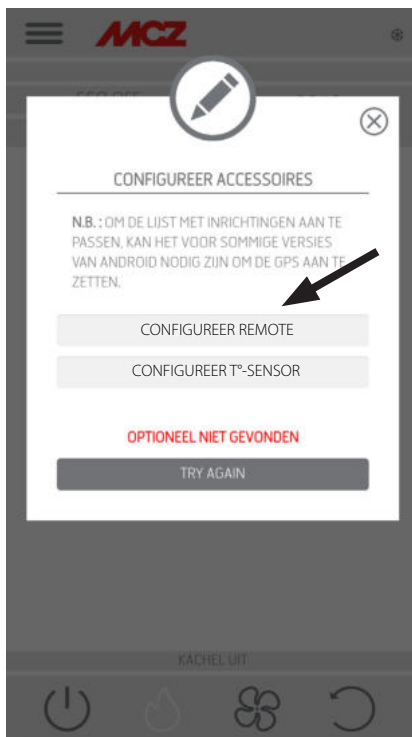 MCZ
CONFIGUREER ACCESSOIRES
N.B. : OM DE LIJST MET INRICHTINGEN AAN TE
PASSEN, KAN HET VOOR SOMMIGE VERSIES
VAN ANDROID NODIG ZIJN OM DE GPS AAN TE
ZETTEN.
CONFIGUREER REMOTE
CONFIGUREER T°-SENSOR
OPTIONEEL NIET GEVONDEN
TRY AGAIN
KACHEL UIT